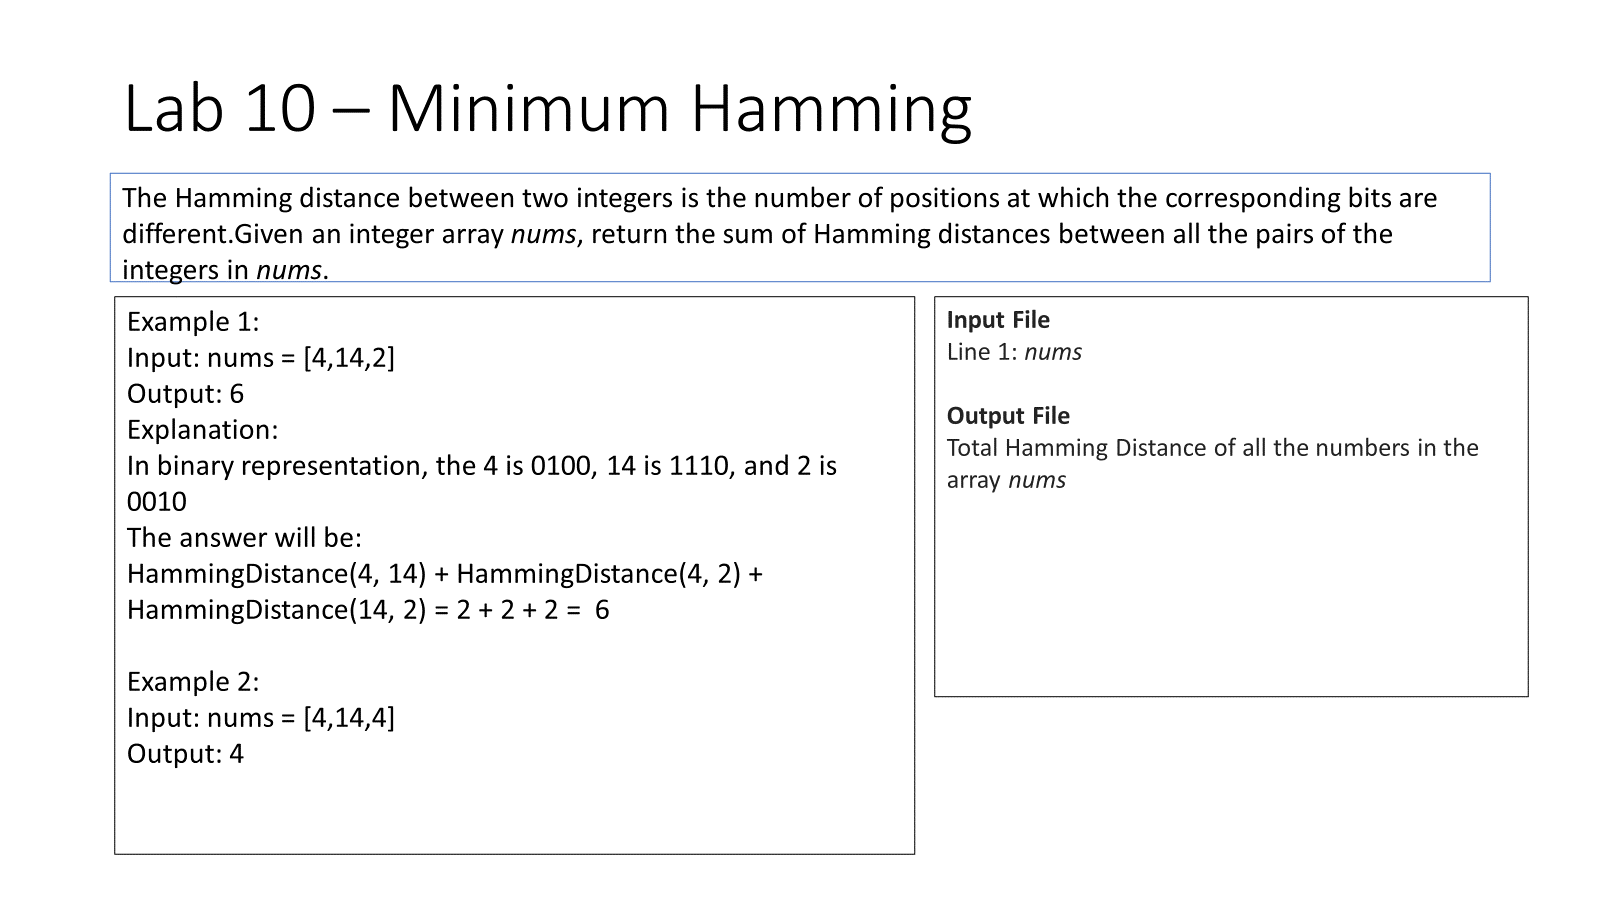 Lab 10 – Minimum Hamming
The Hamming distance between two integers is the number of positions at which the corresponding bits are
different.Given an integer array nums, return the sum of Hamming distances between all the pairs of the
integers in nums.
Example 1:
Input: nums = [4,14,2]
Output: 6
Explanation:
In binary representation, the 4 is 0100, 14 is 1110, and 2 is
0010
The answer will be:
HammingDistance(4, 14) + HammingDistance(4, 2) +
HammingDistance(14, 2) = 2 + 2 + 2 =  6
Example 2:
Input: nums = [4,14,4]
Output: 4
Input File
Line 1: nums
Output File
Total Hamming Distance of all the numbers in the
array nums